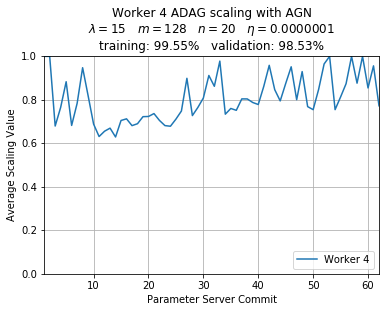 Worker 4 ADAG scaling with AGN
λ = 15 m = 128 n = 20 η = 0.0000001
training: 99.55% validation: 98.53%
1.0
0.8
0.6
0.4
0.2
0.0
Average Scaling Value
Worker 4
10 20 30 40 50 60
Parameter Server Commit